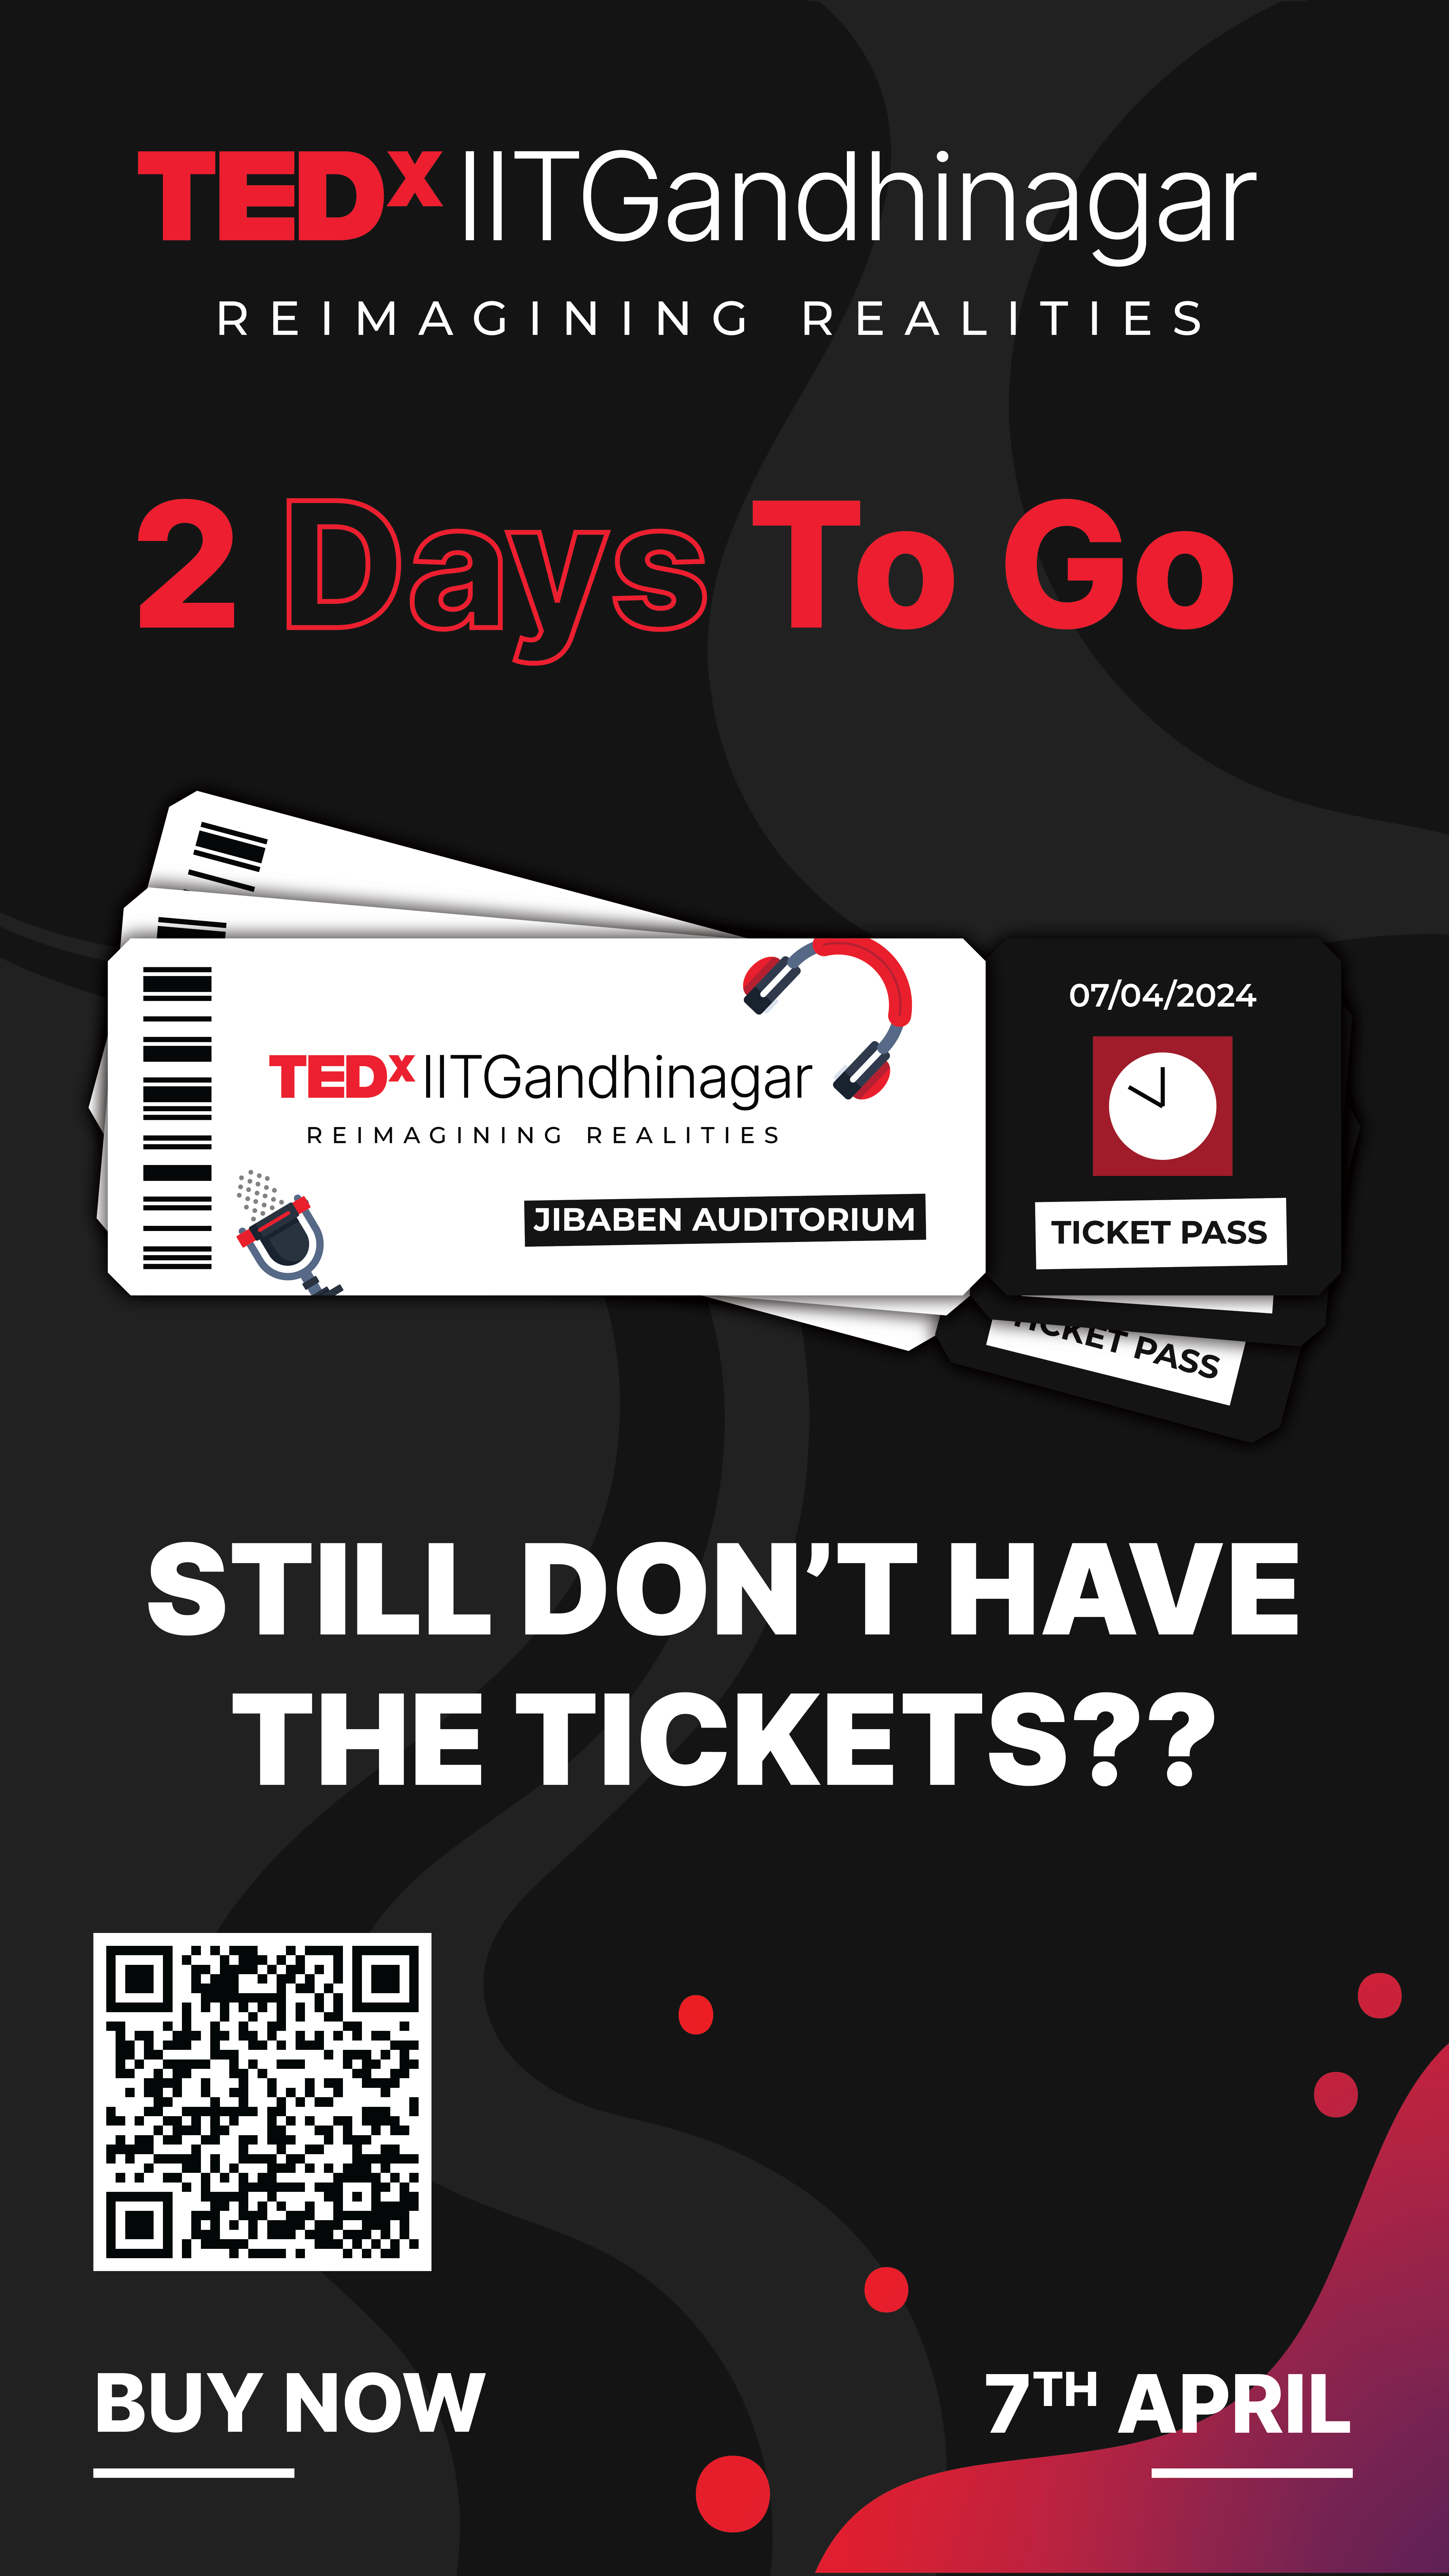 TEDx IITGandhinagar
REIMAGINING REALITIES
2 Days To Go
07/04/2024
TEDx IITGandhinagar
REIMAGINING REALITIES
JIBABEN AUDITORIUM
TICKET PASS
TICKET PASS
STILL DON’T HAVE
THE TICKETS??
BUY NOW
7TH APRIL